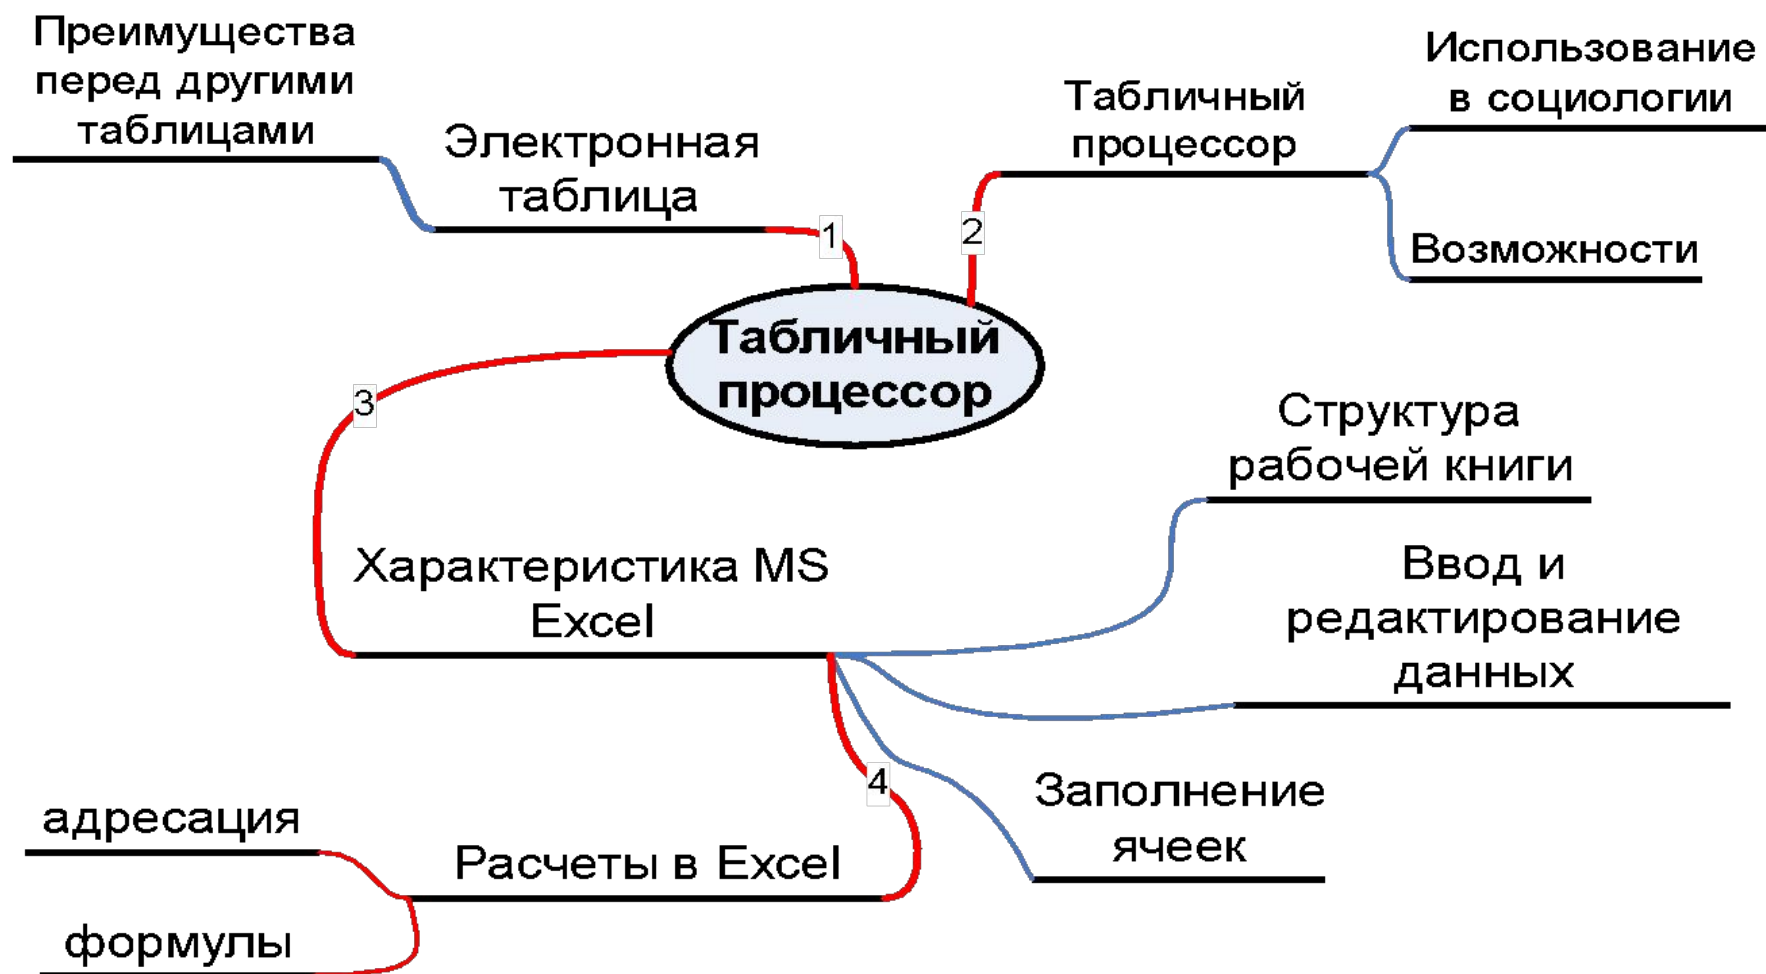 Преимущества
перед другими
таблицами
Электронная
таблица
1
Табличный
процессор
2
Использование
в социологии
Возможности
Табличный
процессор
3
Структура
рабочей книги
Характеристика MS
Excel
Ввод и
редактирование
данных
4
Заполнение
ячеек
адресация
Расчеты в Excel
формулы